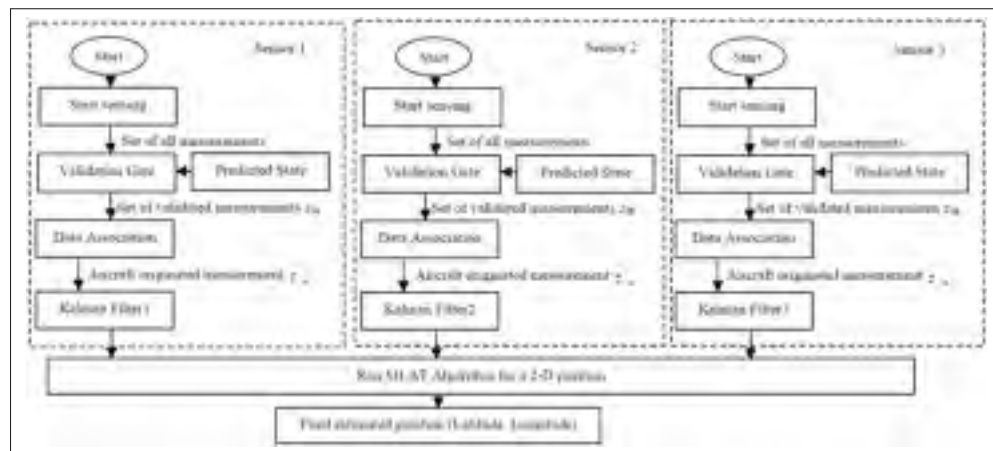 Sensor 1
Start
Start sensing
Set of all measurements
Validation Gate
Predicted State
Set of validated measurements
Data Association
Aircraft originated measurement
Kalman Filter1
Sensor 2
Start
Start sensing
Set of all measurements
Validation Gate
Predicted State
Set of validated measurements
Data Association
Aircraft originated measurement
Kalman Filter2
Sensor 3
Start
Start sensing
Set of all measurements
Validation Gate
Predicted State
Set of validated measurements
Data Association
Aircraft originated measurement
Kalman Filter3
Run MLAT Algorithm for a 2-D position
Final estimated position (Latitude, Longitude)